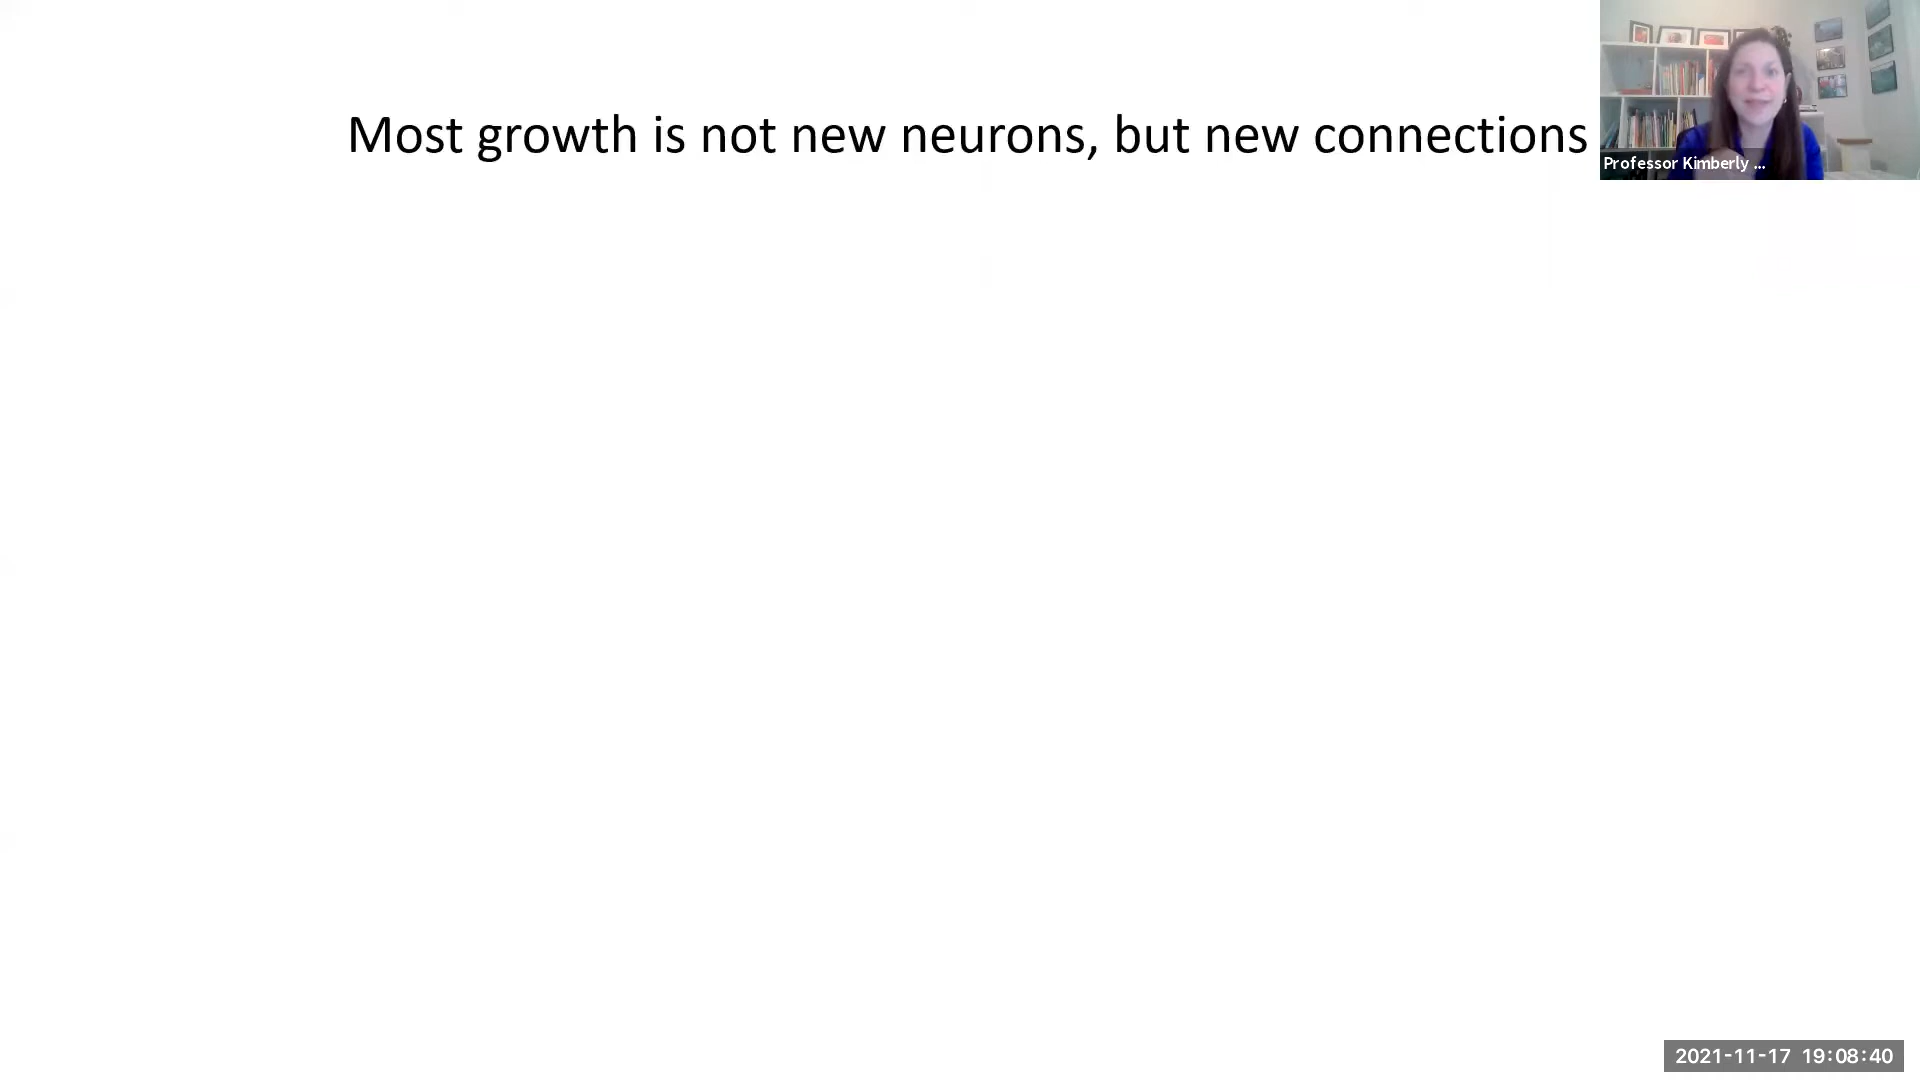 Most growth is not new neurons, but new connections
Professor Kimberly ...
2021-11-17 19:08:40